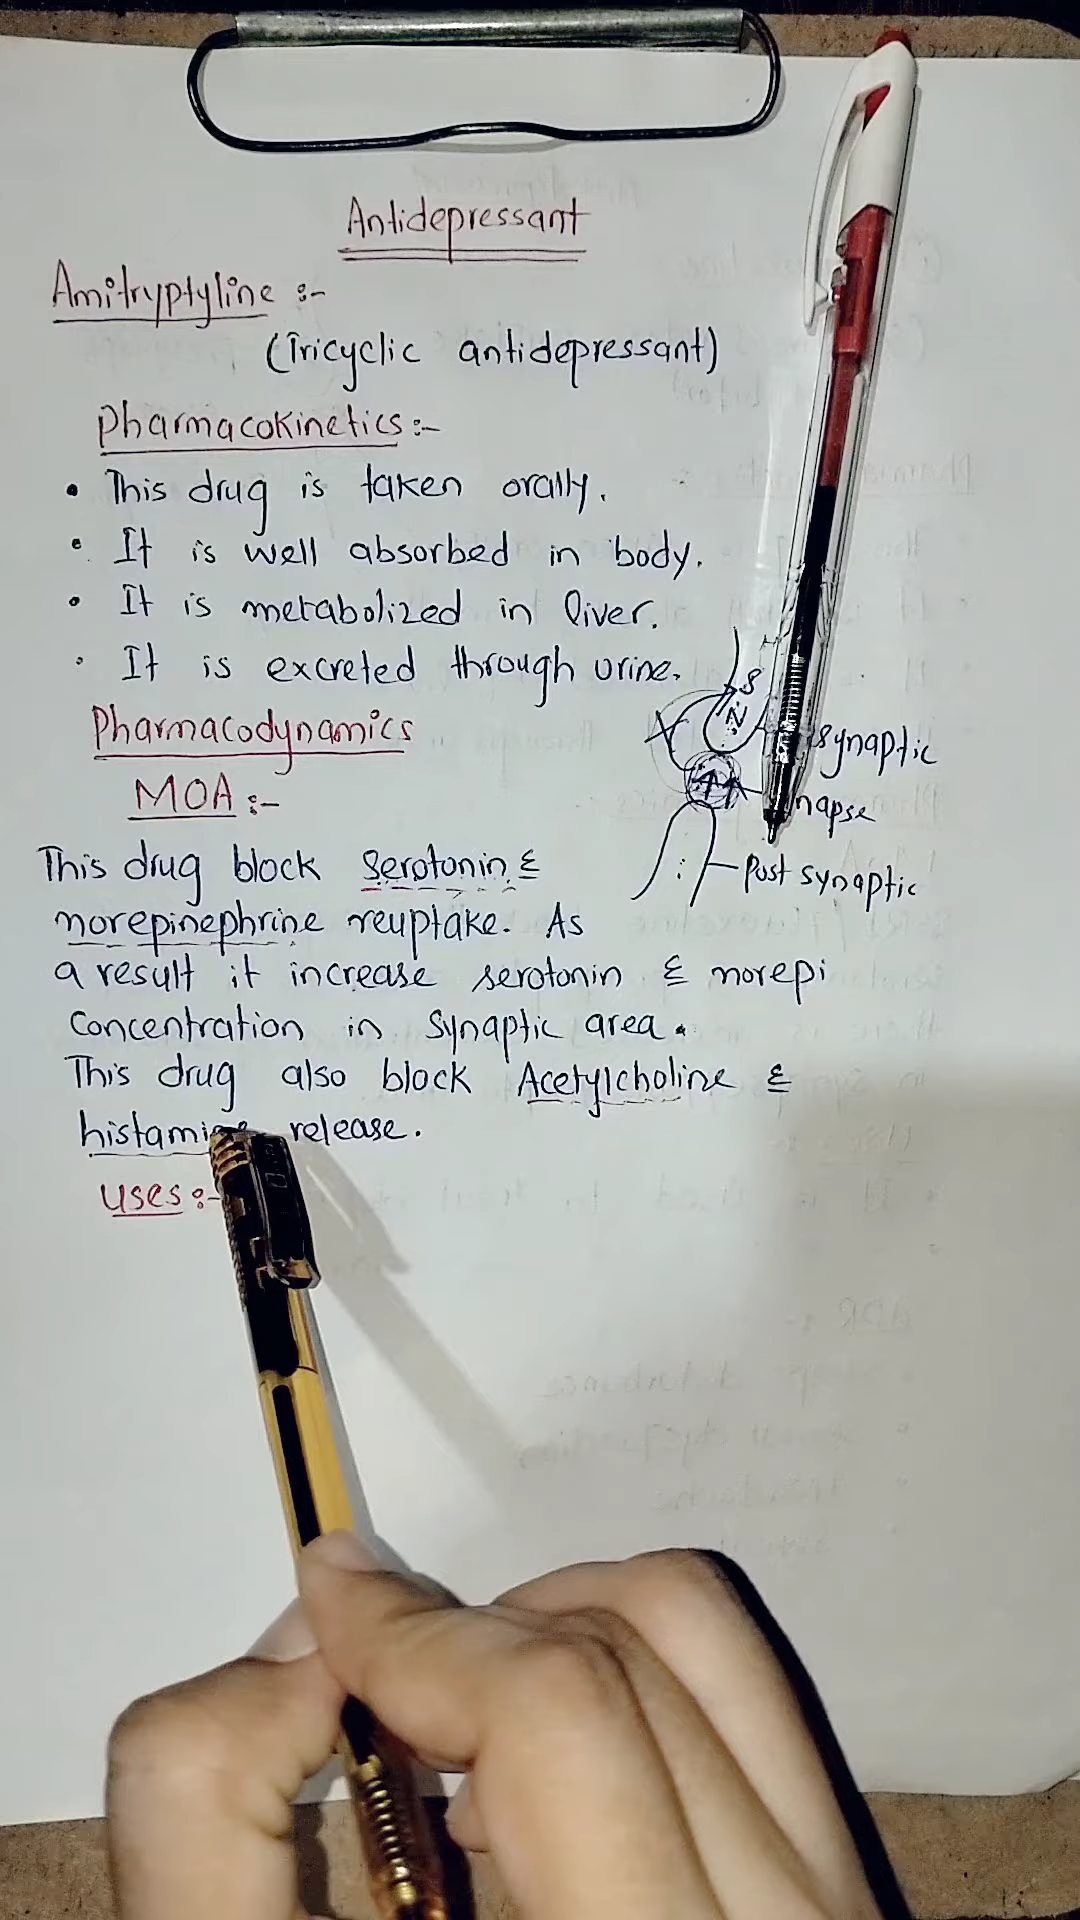 Antidepressant
Amitryptyline :-
(Tricyclic antidepressant)
Pharmacokinetics :-
• This drug is taken orally.
• It is well absorbed in body.
• It is metabolized in liver.
• It is excreted through urine.
Pharmacodynamics
MOA :-
S
N
synaptic
napse
Post synaptic
This drug block Serotonin &
norepinephrine reuptake. As
a result it increase serotonin & norepi
Concentration in Synaptic area.
This drug also block Acetylcholine &
histamine release.
Uses :-